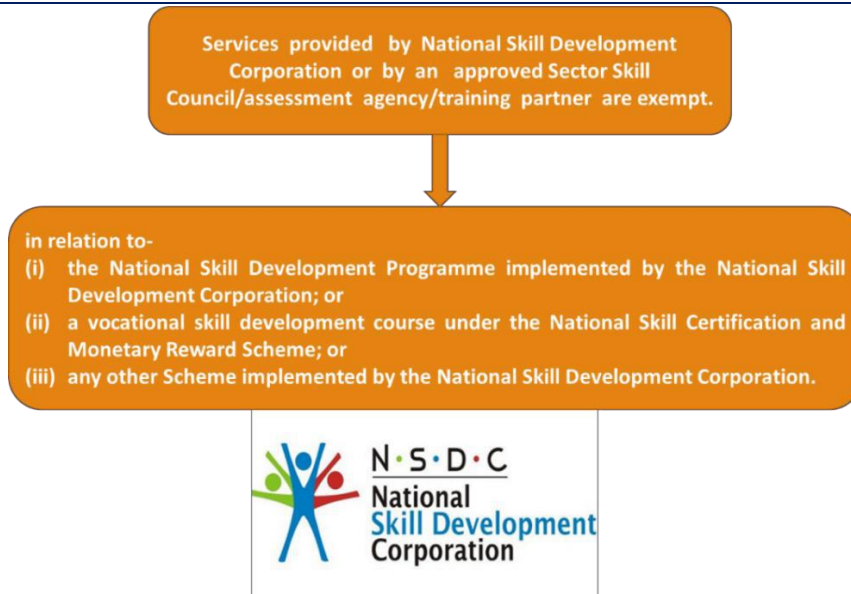 Services provided by National Skill Development
Corporation or by an approved Sector Skill
Council/assessment agency/training partner are exempt.
in relation to-
(i) the National Skill Development Programme implemented by the National Skill
Development Corporation; or
(ii) a vocational skill development course under the National Skill Certification and
Monetary Reward Scheme; or
(iii) any other Scheme implemented by the National Skill Development Corporation.
N·S·D·C
National
Skill Development
Corporation